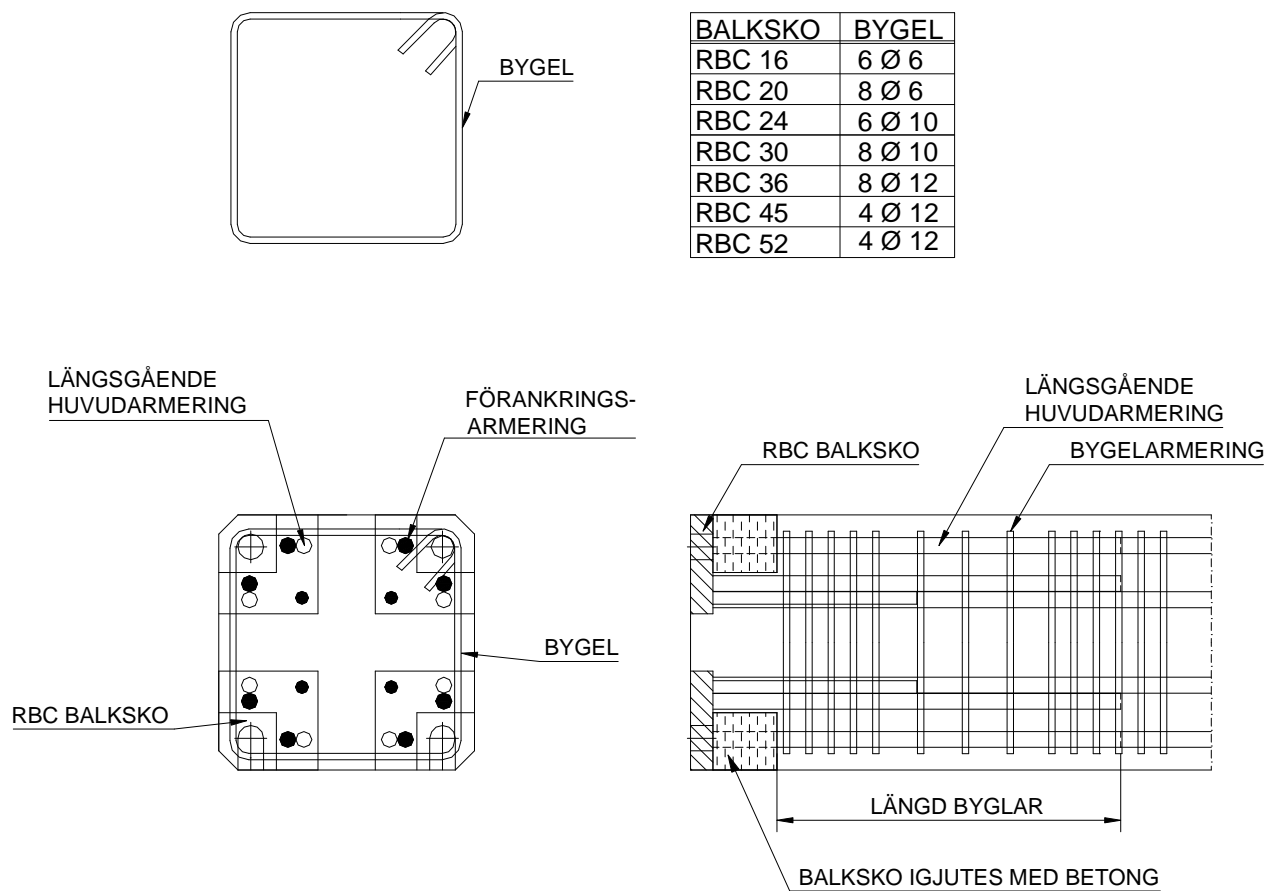 BYGEL
BALKSKO BYGEL
RBC 16 6 Ø 6
RBC 20 8 Ø 6
RBC 24 6 Ø 10
RBC 30 8 Ø 10
RBC 36 8 Ø 12
RBC 45 4 Ø 12
RBC 52 4 Ø 12
LÄNGSGÅENDE
HUVUDARMERING
FÖRANKRINGS-
ARMERING
BYGEL
RBC BALKSKO
LÄNGSGÅENDE
HUVUDARMERING
RBC BALKSKO
BYGELARMERING
LÄNGD BYGLAR
BALKSKO IGJUTES MED BETONG